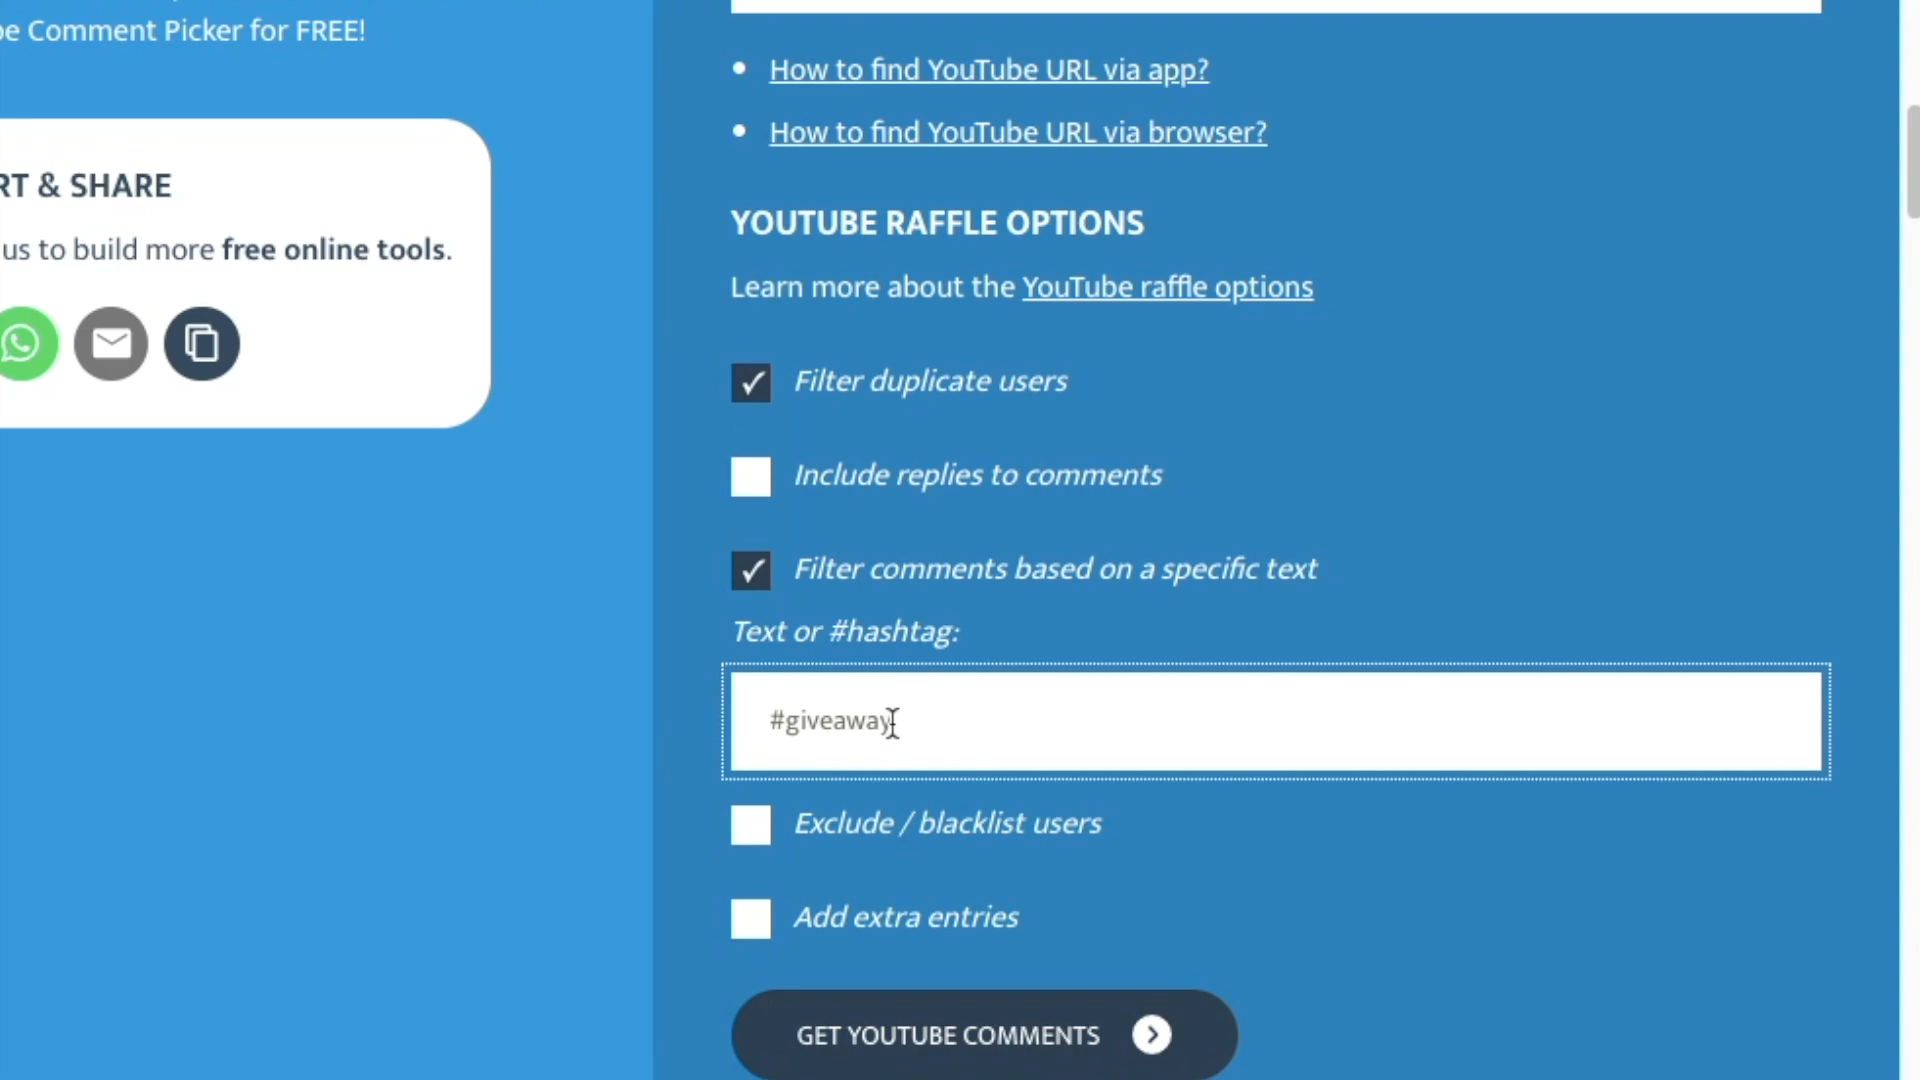 be Comment Picker for FREE!
RT & SHARE
us to build more free online tools.
How to find YouTube URL via app?
How to find YouTube URL via browser?
YOUTUBE RAFFLE OPTIONS
Learn more about the YouTube raffle options
Filter duplicate users
Include replies to comments
Filter comments based on a specific text
Text or #hashtag:
#giveaway
Exclude / blacklist users
Add extra entries
GET YOUTUBE COMMENTS